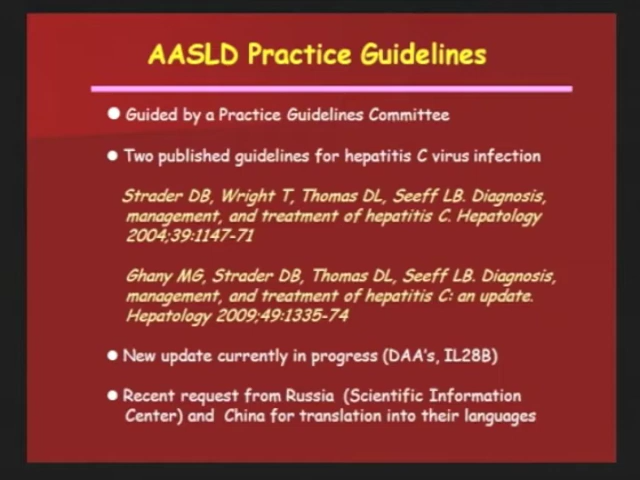 AASLD Practice Guidelines
● Guided by a Practice Guidelines Committee
● Two published guidelines for hepatitis C virus infection
Strader DB, Wright T, Thomas DL, Seeff LB. Diagnosis,
management, and treatment of hepatitis C. Hepatology
2004;39:1147-71
Ghany MG, Strader DB, Thomas DL, Seeff LB. Diagnosis,
management, and treatment of hepatitis C: an update.
Hepatology 2009;49:1335-74
● New update currently in progress (DAA's, IL28B)
● Recent request from Russia (Scientific Information
Center) and China for translation into their languages